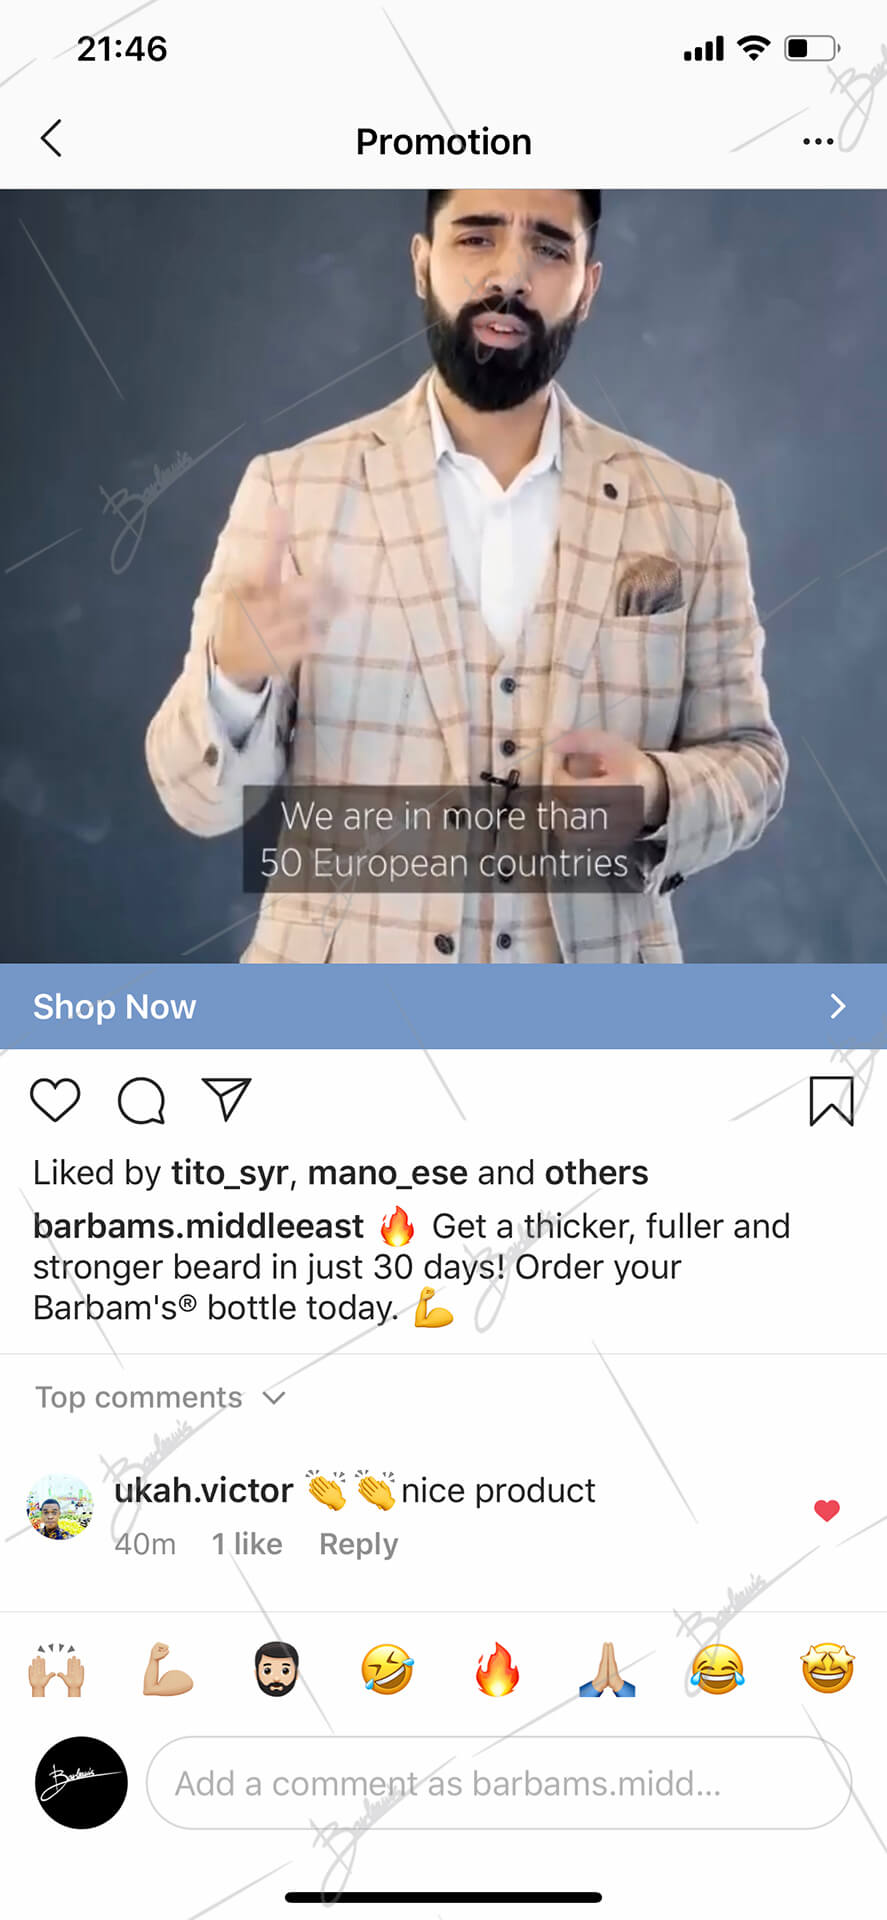 21:46
Promotion
We are in more than
50 European countries
Shop Now
Liked by tito_syr, mano_ese and others
barbams.middleeast 🔥 Get a thicker, fuller and
stronger beard in just 30 days! Order your
Barbam's® bottle today. 💪
Top comments
ukah.victor 👏👏nice product
40m 1 like Reply
Add a comment as barbams.midd...